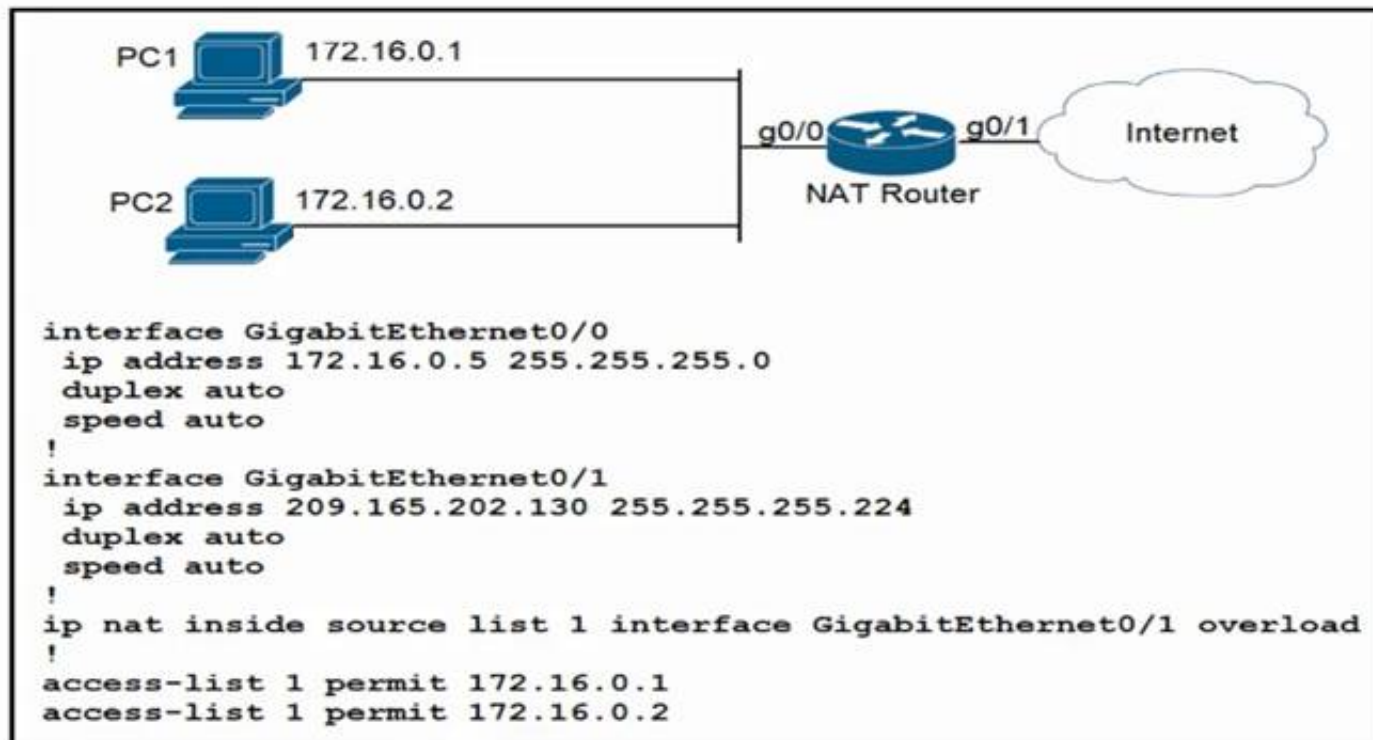 PC1 172.16.0.1
g0/0 g0/1 Internet
NAT Router
PC2 172.16.0.2
interface GigabitEthernet0/0
ip address 172.16.0.5 255.255.255.0
duplex auto
speed auto
!
interface GigabitEthernet0/1
ip address 209.165.202.130 255.255.255.224
duplex auto
speed auto
!
ip nat inside source list 1 interface GigabitEthernet0/1 overload
!
access-list 1 permit 172.16.0.1
access-list 1 permit 172.16.0.2